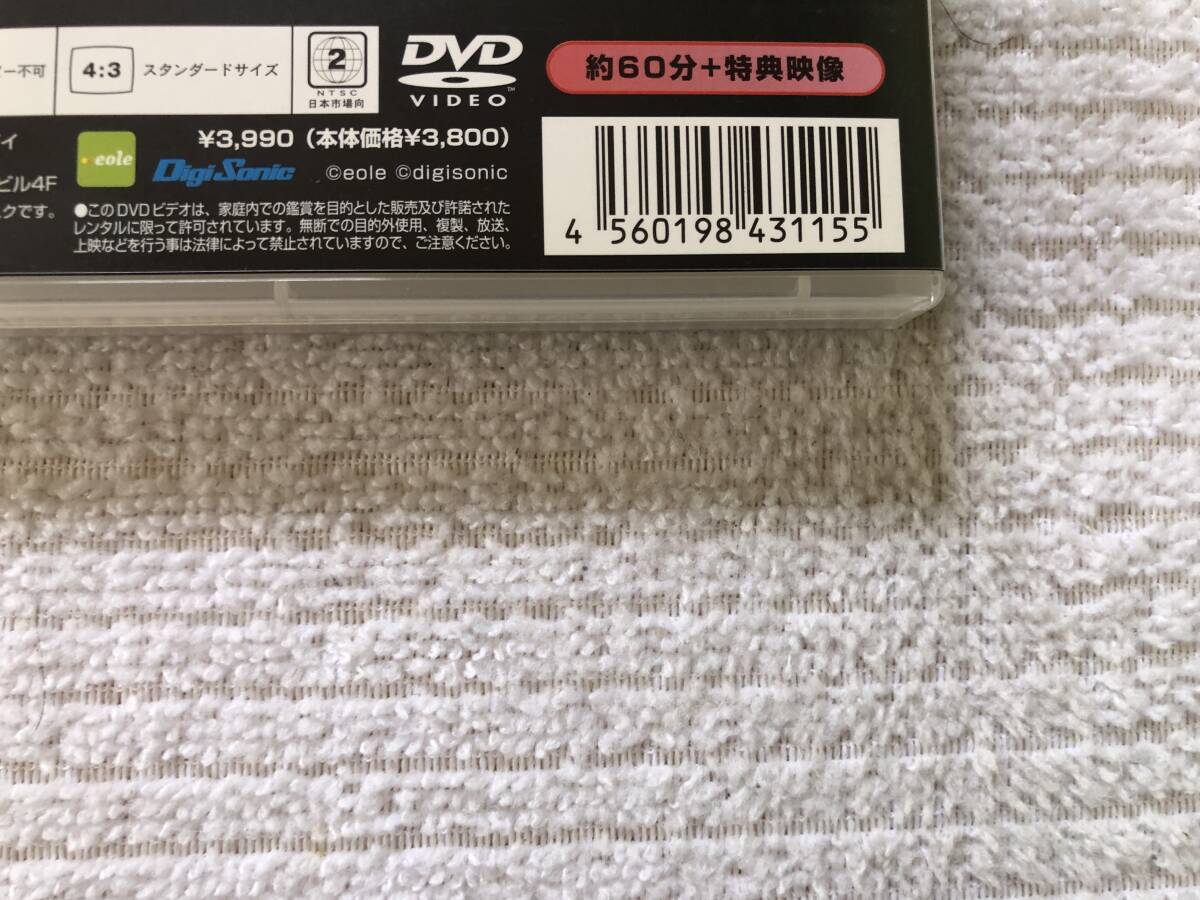 ー不可
4:3 スタンダードサイズ
2
NTSC
日本市場向
DVD
VIDEO
TM
約60分+特典映像
イ
ビル4F
クです。
eole
¥3,990(本体価格¥3,800)
DigiSonic
©eole ©digisonic
●このDVDビデオは、家庭内での鑑賞を目的とした販売及び許諾された
レンタルに限って許可されています。無断での目的外使用、複製、放送、
上映などを行う事は法律によって禁止されていますので、ご注意ください。
4 560198 431155